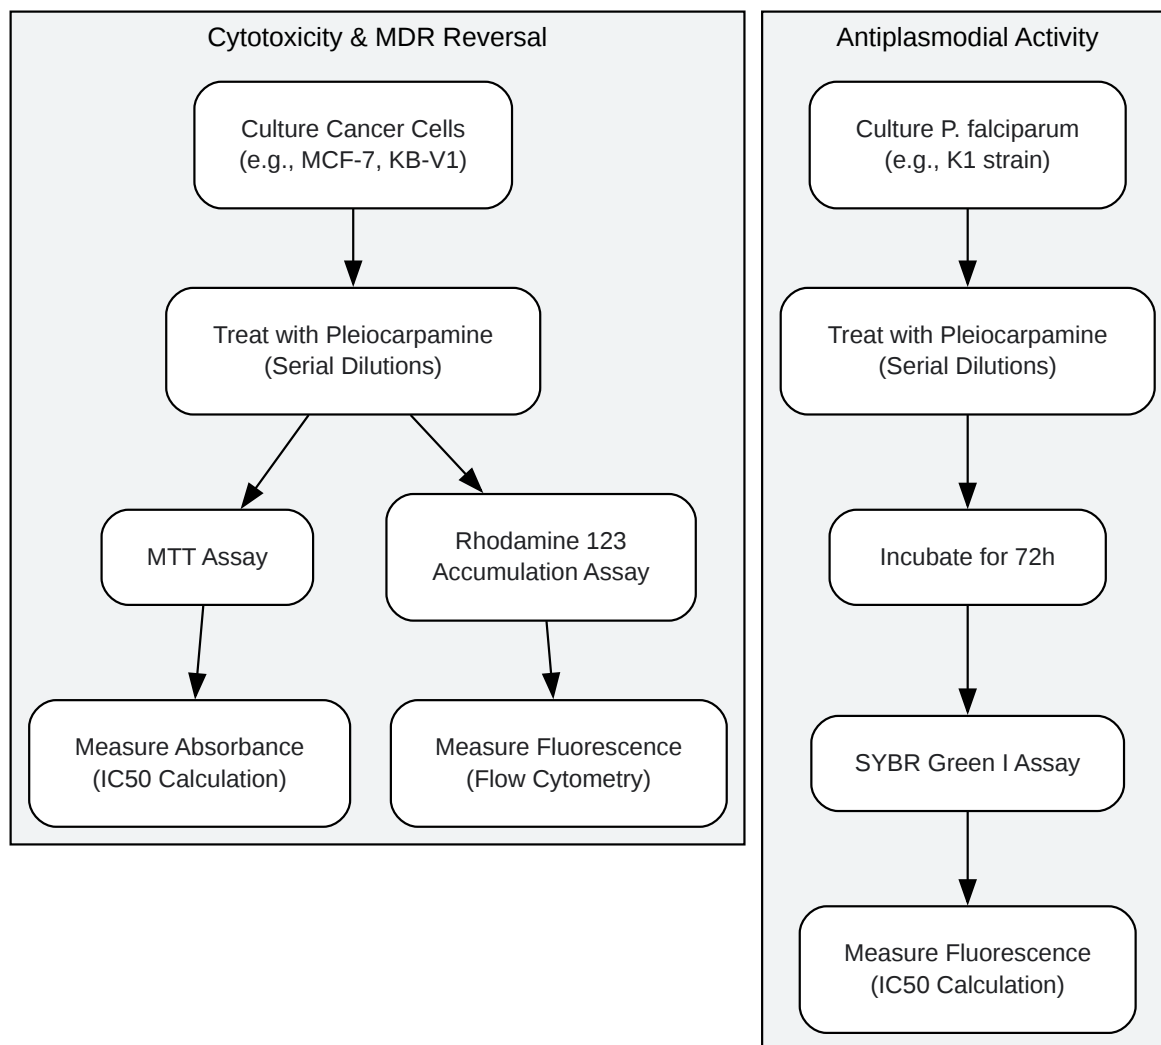 Cytotoxicity & MDR Reversal
Culture Cancer Cells
(e.g., MCF-7, KB-V1)
Treat with Pleiocarpamine
(Serial Dilutions)
MTT Assay
Rhodamine 123
Accumulation Assay
Measure Absorbance
(IC50 Calculation)
Measure Fluorescence
(Flow Cytometry)
Antiplasmodial Activity
Culture P. falciparum
(e.g., K1 strain)
Treat with Pleiocarpamine
(Serial Dilutions)
Incubate for 72h
SYBR Green I Assay
Measure Fluorescence
(IC50 Calculation)